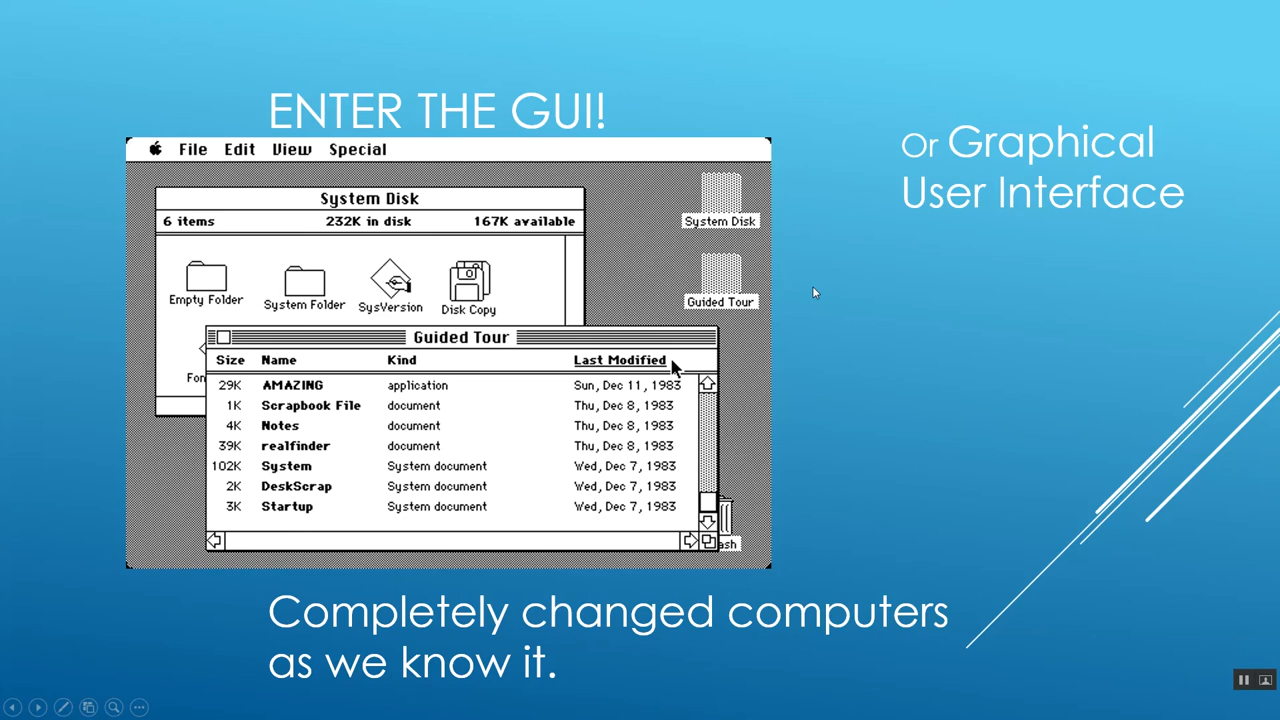 ENTER THE GUI!
Or Graphical
User Interface
File Edit View Special
System Disk
6 items 232K in disk 167K available
System Disk
Empty Folder System Folder SysVersion Disk Copy
Guided Tour
Guided Tour
Size Name Kind Last Modified
29K AMAZING application Sun, Dec 11, 1983
1K Scrapbook File document Thu, Dec 8, 1983
4K Notes document Thu, Dec 8, 1983
39K realfinder document Thu, Dec 8, 1983
102K System System document Wed, Dec 7, 1983
2K DeskScrap System document Wed, Dec 7, 1983
3K Startup System document Wed, Dec 7, 1983
Completely changed computers
as we know it.